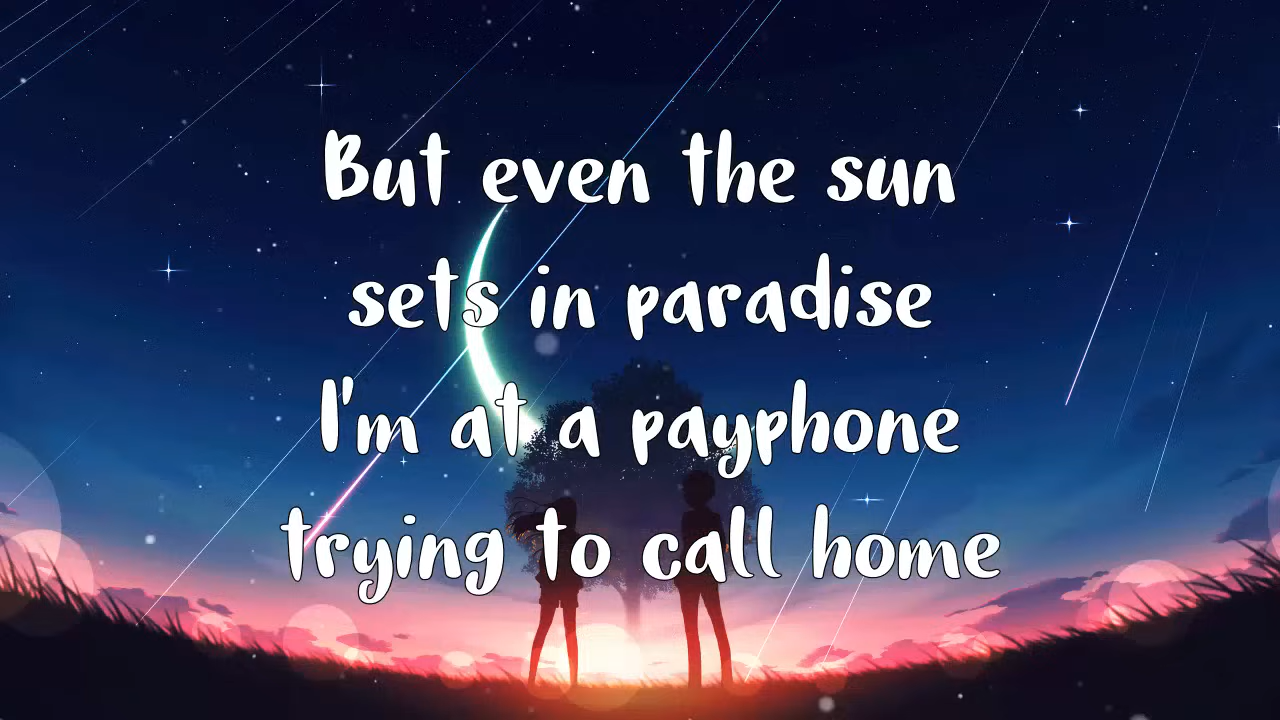 But even the sun
sets in paradise
I'm at a payphone
trying to call home